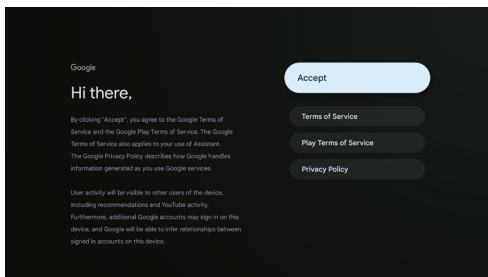 Google
Hi there,
By clicking "Accept", you agree to the Google Terms of
Service and the Google Play Terms of Service. The Google
Terms of Service also applies to your use of Assistant.
The Google Privacy Policy describes how Google handles
information generated as you use Google services.
User activity will be visible to other users of the device,
including recommendations and YouTube activity.
Furthermore, additional Google accounts may sign in on this
device, and Google will be able to infer relationships between
signed in accounts on this device.
Accept
Terms of Service
Play Terms of Service
Privacy Policy